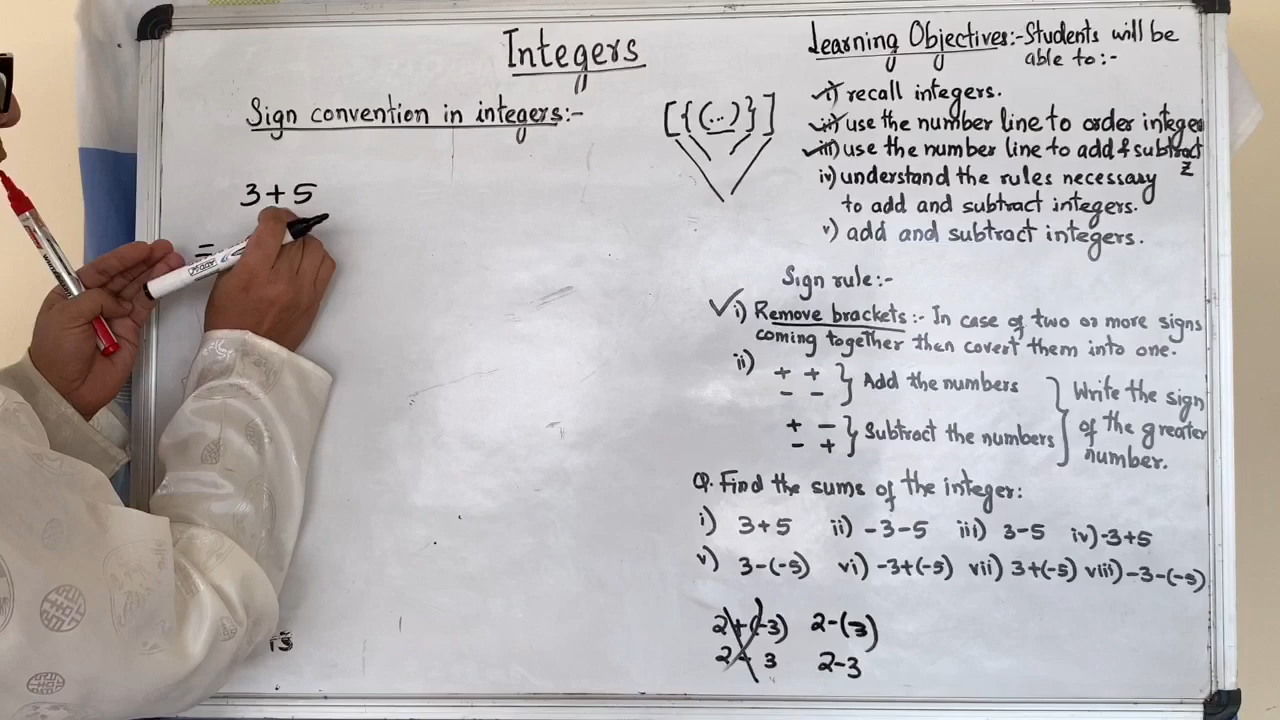 Integers
Sign convention in integers:-
[{(...)}]
3+5
=
Learning Objectives:- Students will be
able to:-
i) recall integers.
ii) use the number line to order integer
iii) use the number line to add & subtract
iv) understand the rules necessary
to add and subtract integers.
v) add and subtract integers.
Sign rule:-
i) Remove brackets:- In case of two or more signs
coming together then covert them into one.
ii)
+ + } Add the numbers
- -
+ - } Subtract the numbers
- +
} Write the sign
of the greater
number.
Q. Find the sums of the integer:
i) 3+5 ii) -3-5 iii) 3-5 iv) -3+5
v) 3-(-5) vi) -3+(-5) vii) 3+(-5) viii) -3-(-5)
2+(-3) 2-(3)
2-3 2-3